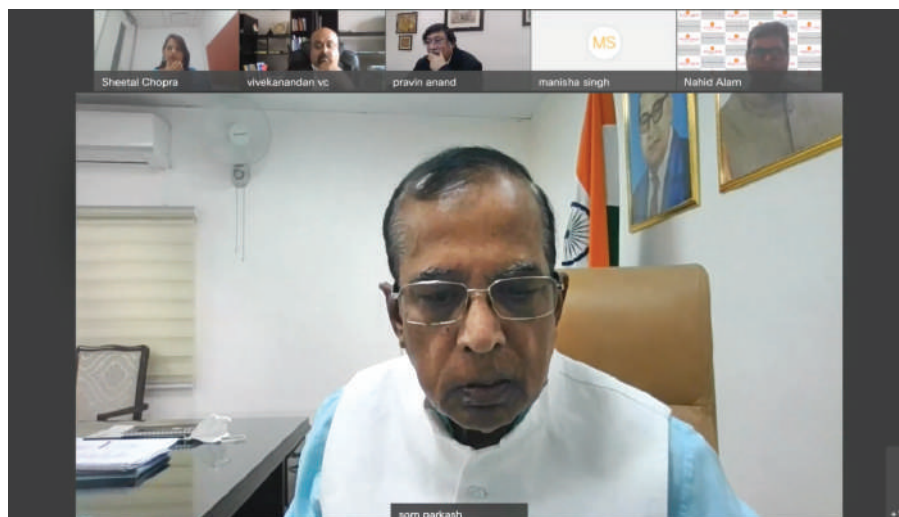 Sheetal Chopra
vivekanandan vc
pravin anand
MS
manisha singh
Nahid Alam
som parkash